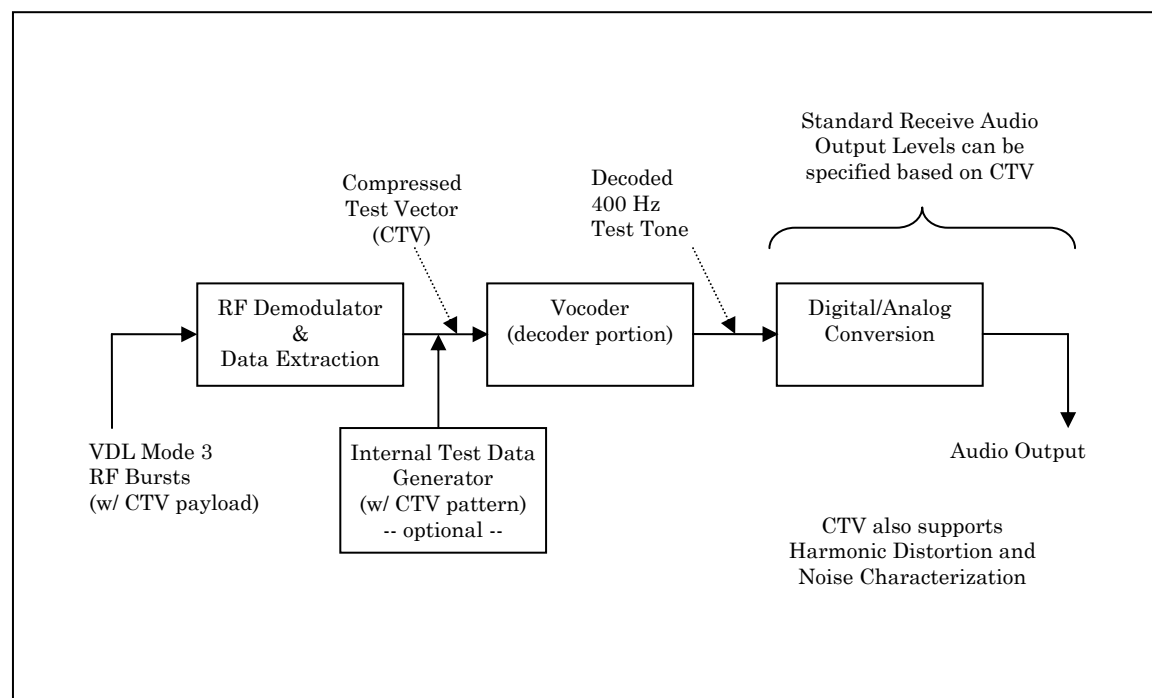 Standard Receive Audio
Output Levels can be
specified based on CTV
Compressed
Test Vector
(CTV)
Decoded
400 Hz
Test Tone
RF Demodulator
&
Data Extraction
Vocoder
(decoder portion)
Digital/Analog
Conversion
VDL Mode 3
RF Bursts
(w/ CTV payload)
Internal Test Data
Generator
(w/ CTV pattern)
-- optional --
Audio Output
CTV also supports
Harmonic Distortion and
Noise Characterization